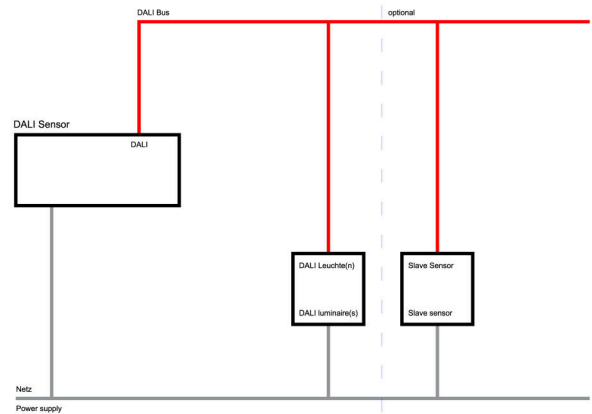 DALI Bus
optional
DALI Sensor
DALI
DALI Leuchte(n)
DALI luminaire(s)
Slave Sensor
Slave sensor
Netz
Power supply